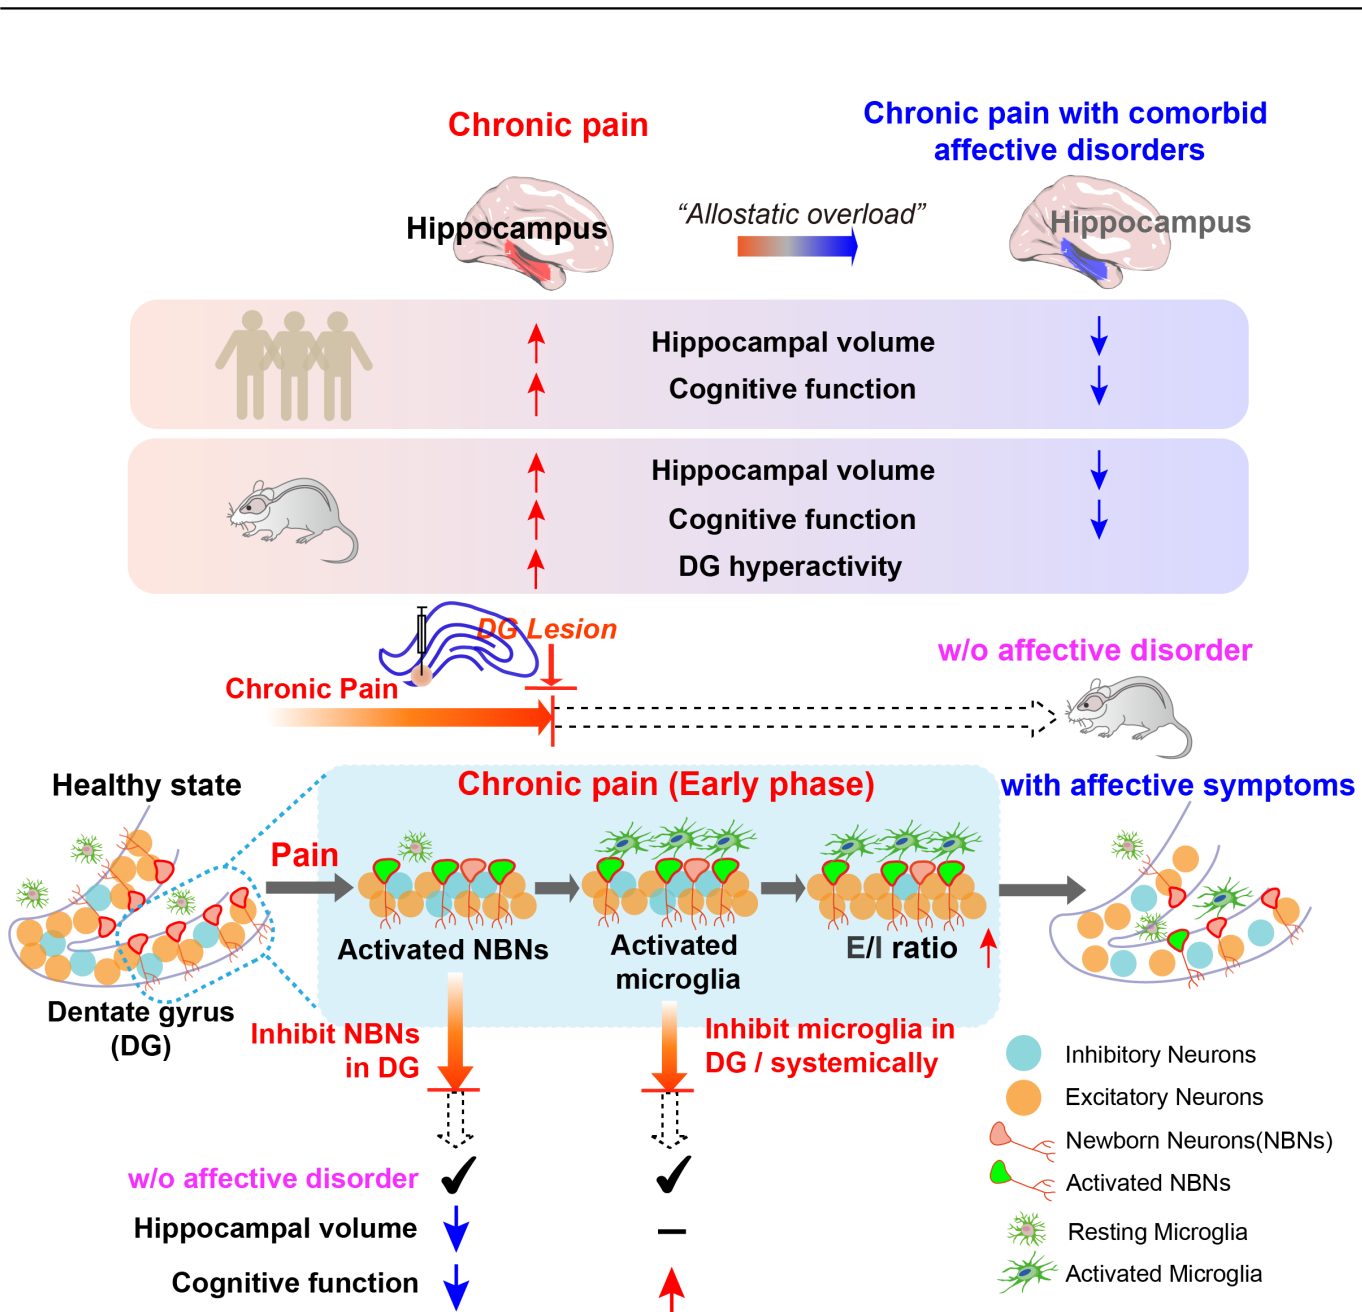 Chronic pain
Chronic pain with comorbid
affective disorders
Hippocampus
“Allostatic overload”
Hippocampus
Hippocampal volume
Cognitive function
Hippocampal volume
Cognitive function
DG hyperactivity
DG Lesion
w/o affective disorder
Chronic Pain
Healthy state
Chronic pain (Early phase)
with affective symptoms
Pain
Activated NBNs
Activated
microglia
E/I ratio
Dentate gyrus
(DG)
Inhibit NBNs
in DG
Inhibit microglia in
DG / systemically
Inhibitory Neurons
Excitatory Neurons
Newborn Neurons(NBNs)
Activated NBNs
Resting Microglia
Activated Microglia
w/o affective disorder
Hippocampal volume
Cognitive function